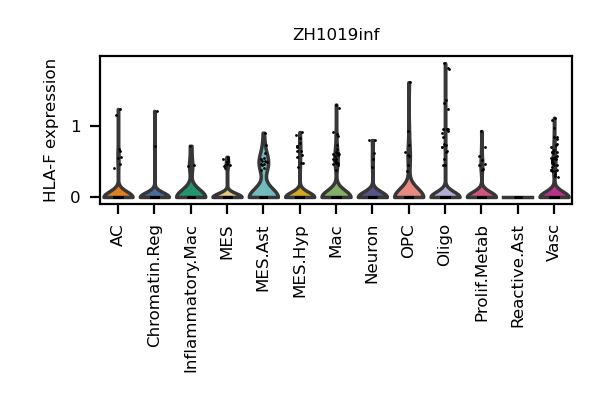 ZH1019inf
HLA-F expression
1
0
AC
Chromatin.Reg
Inflammatory.Mac
MES
MES.Ast
MES.Hyp
Mac
Neuron
OPC
Oligo
Prolif.Metab
Reactive.Ast
Vasc